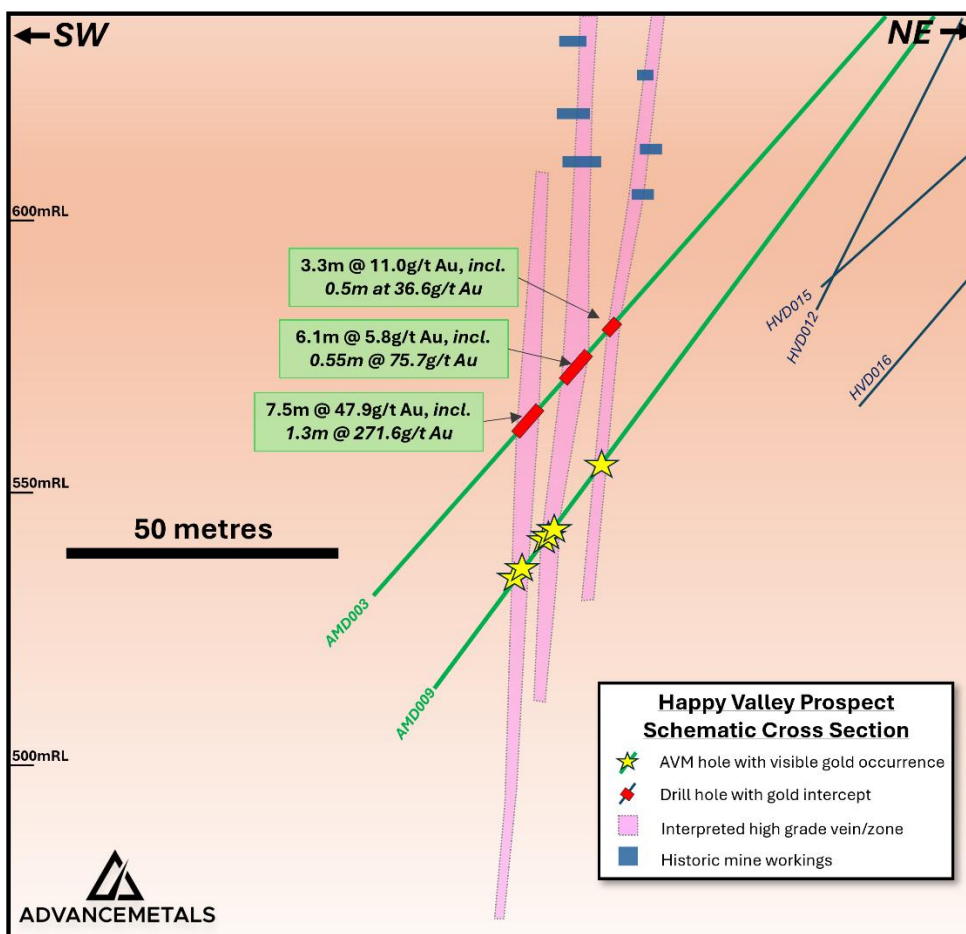 SW
NE
600mRL
3.3m @ 11.0g/t Au, incl.
0.5m at 36.6g/t Au
6.1m @ 5.8g/t Au, incl.
0.55m @ 75.7g/t Au
7.5m @ 47.9g/t Au, incl.
1.3m @ 271.6g/t Au
HVD015
HVD012
HVD016
550mRL
50 metres
AMD003
AMD009
500mRL
Happy Valley Prospect
Schematic Cross Section
AVM hole with visible gold occurrence
Drill hole with gold intercept
Interpreted high grade vein/zone
Historic mine workings
ADVANCEMETALS